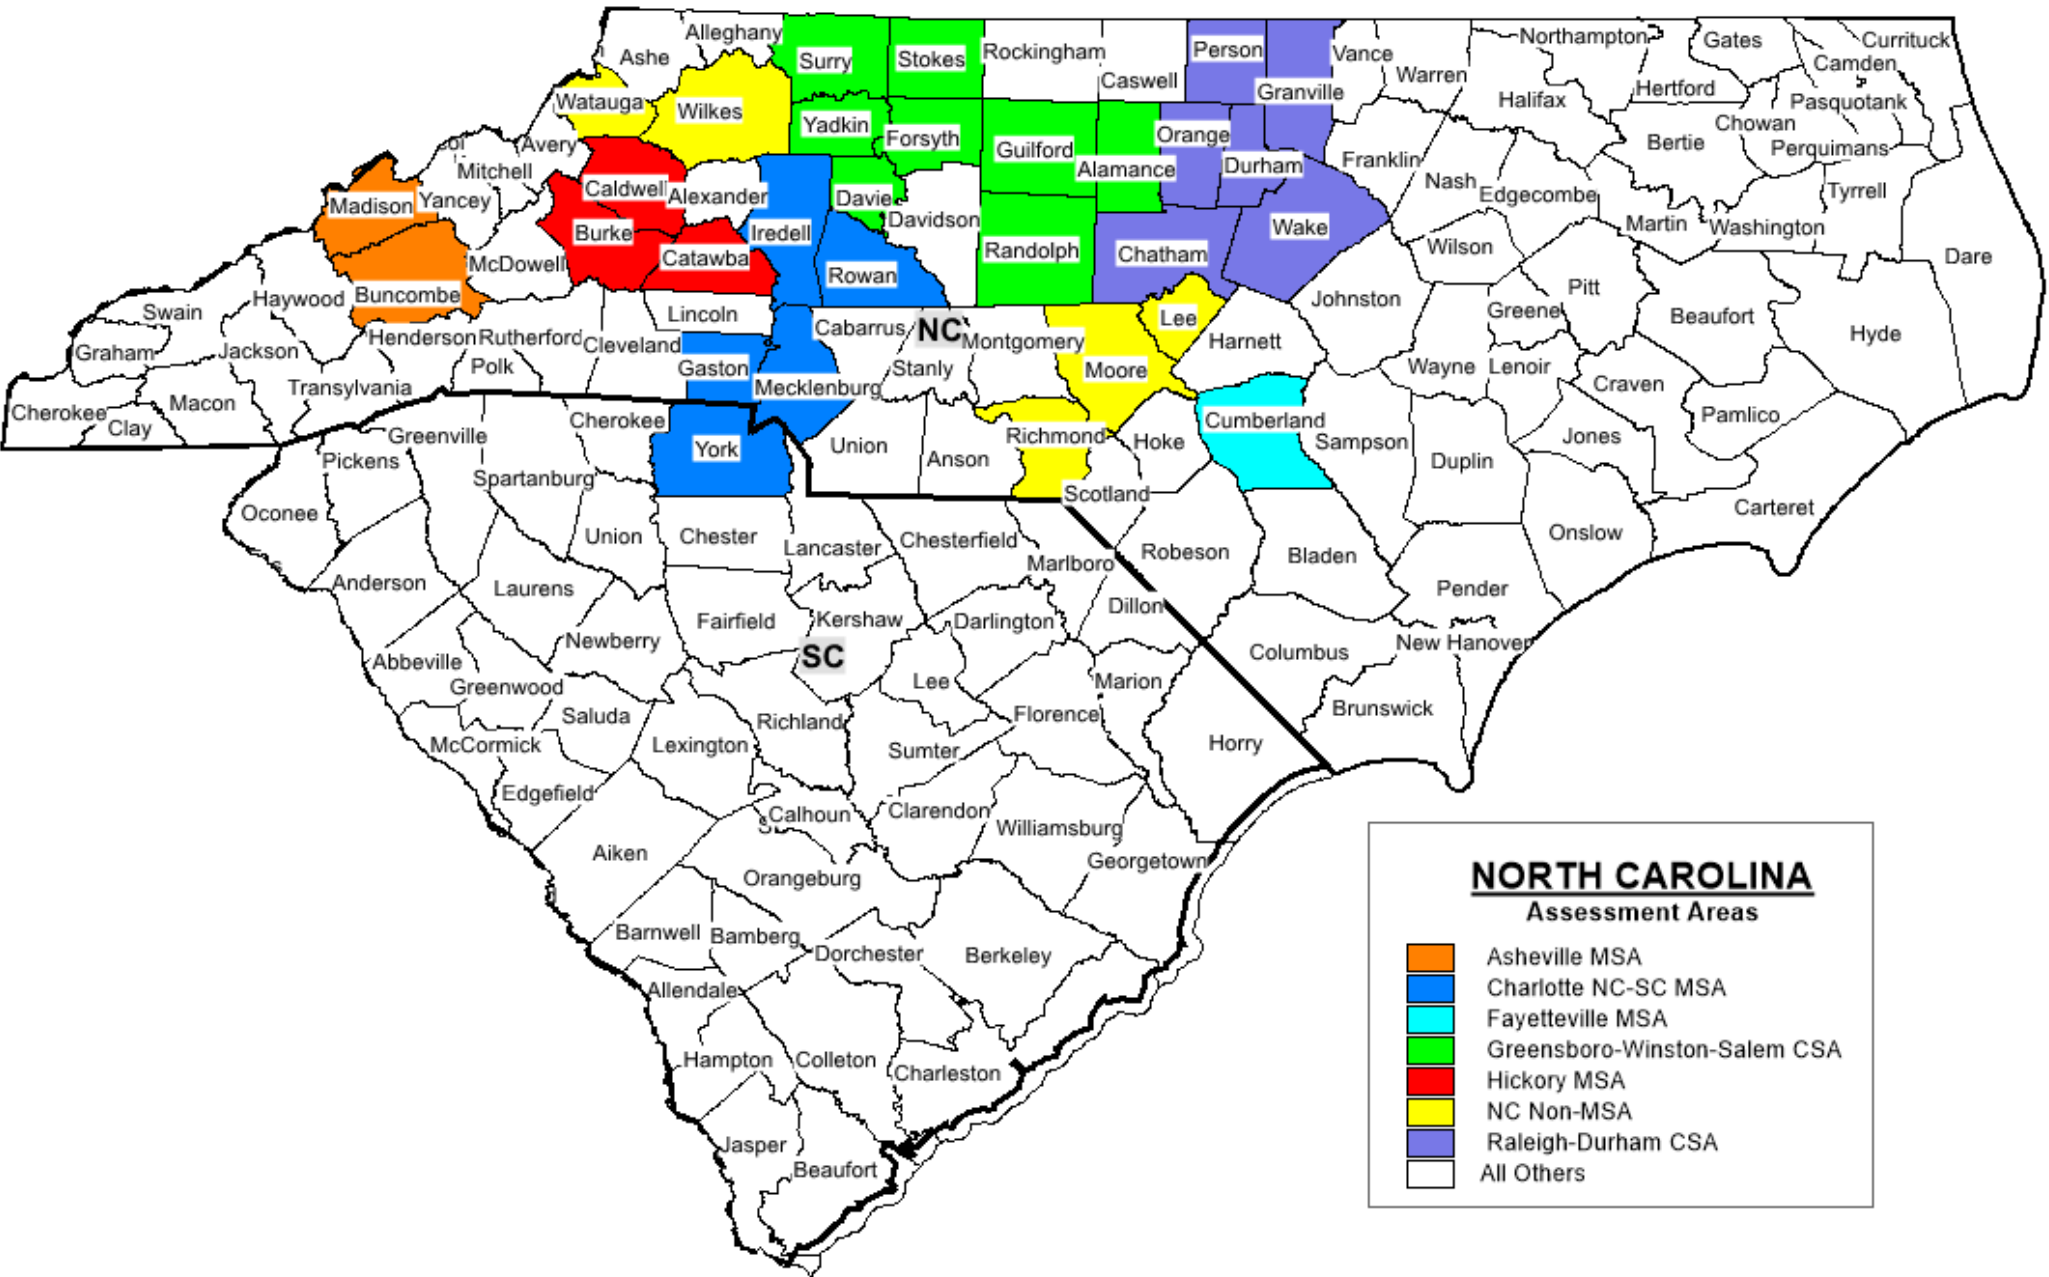 Alleghany
Ashe
Surry
Stokes
Rockingham
Caswell
Person
Granville
Vance
Warren
Northampton
Gates
Currituck
Camden
Hertford
Halifax
Pasquotank
Chowan
Perquimans
Bertie
Watauga
Wilkes
Yadkin
Forsyth
Guilford
Alamance
Orange
Durham
Franklin
Nash
Edgecombe
Martin
Washington
Tyrrell
Avery
Mitchell
Yancey
Madison
Caldwell
Alexander
Davie
Davidson
Iredell
Burke
Catawba
Rowan
Randolph
Chatham
Wake
Wilson
Dare
McDowell
Buncombe
Haywood
Swain
Graham
Jackson
Henderson
Rutherford
Polk
Cleveland
Lincoln
Gaston
Cabarrus
NC
Montgomery
Stanly
Mecklenburg
Lee
Moore
Harnett
Johnston
Greene
Pitt
Beaufort
Hyde
Wayne
Lenoir
Craven
Pamlico
Cherokee
Clay
Macon
Transylvania
Union
Anson
Richmond
Hoke
Scotland
Cumberland
Sampson
Duplin
Jones
Carteret
Onslow
Robeson
Bladen
Pender
Columbus
New Hanover
Brunswick
Greenville
Pickens
Oconee
Cherokee
York
Spartanburg
Union
Chester
Lancaster
Chesterfield
Marlboro
Dillon
Anderson
Laurens
Newberry
Fairfield
Kershaw
Darlington
SC
Lee
Marion
Florence
Abbeville
Greenwood
Saluda
Richland
Lexington
Sumter
Horry
McCormick
Edgefield
Calhoun
Clarendon
Williamsburg
Georgetown
Aiken
Orangeburg
Barnwell
Bamberg
Dorchester
Berkeley
Allendale
Hampton
Colleton
Charleston
Jasper
Beaufort
NORTH CAROLINA
Assessment Areas
Asheville MSA
Charlotte NC-SC MSA
Fayetteville MSA
Greensboro-Winston-Salem CSA
Hickory MSA
NC Non-MSA
Raleigh-Durham CSA
All Others